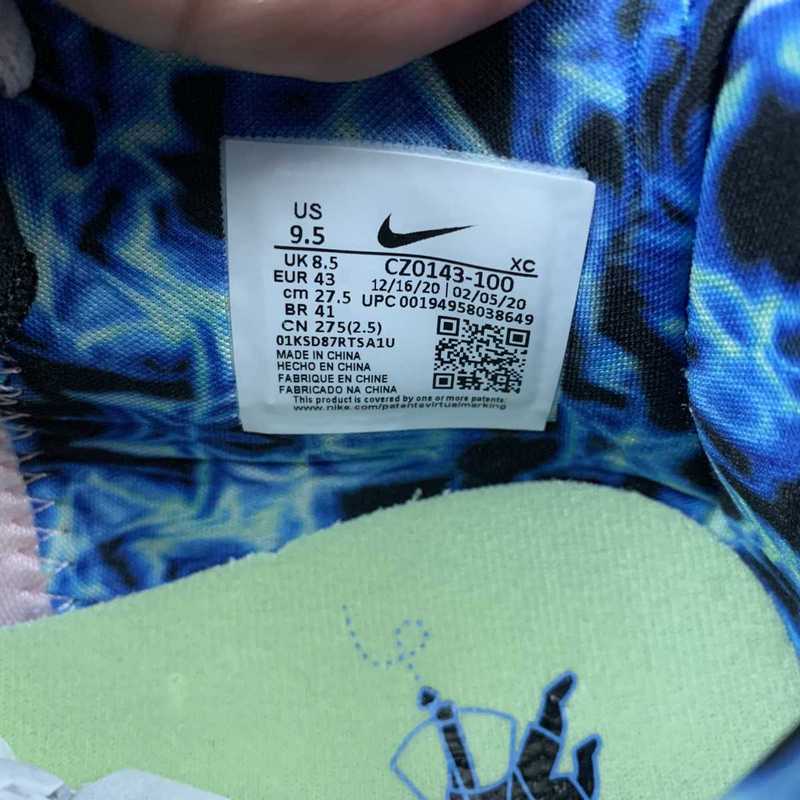 US
9.5
XC
UK 8.5
CZ0143-100
EUR 43
12/16/20 | 02/05/20
cm 27.5
UPC 00194958038649
BR 41
CN 275(2.5)
01KSD87RTSA1U
MADE IN CHINA
HECHO EN CHINA
FABRIQUE EN CHINE
FABRICADO NA CHINA
This product is covered by one or more patents:
www.nike.com/patentsvirtualmarking